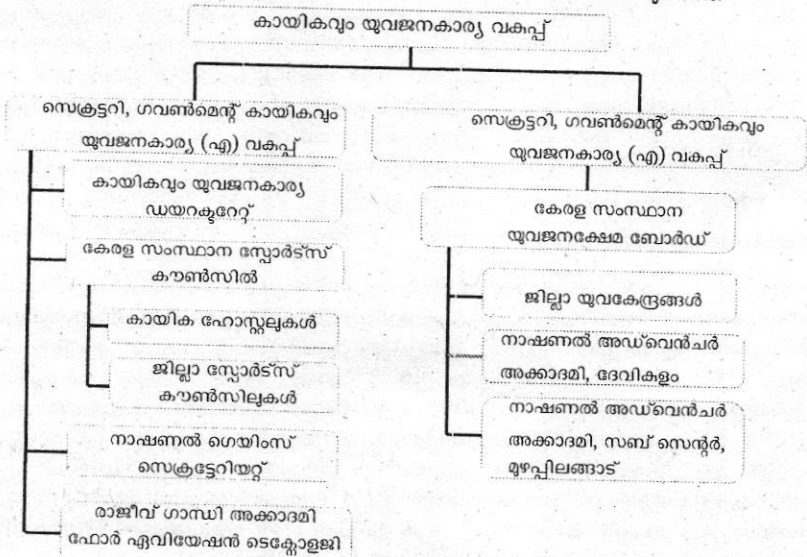 കായികവും യുവജനകാര്യ വകുപ്പ്
സെക്രട്ടറി, ഗവൺമെന്റ് കായികവും
യുവജനകാര്യ (എ) വകുപ്പ്
കായികവും യുവജനകാര്യ
ഡയറക്ടറേറ്റ്
കേരള സംസ്ഥാന സ്പോർട്സ്
കൗൺസിൽ
കായിക ഹോസ്റ്റലുകൾ
ജില്ലാ സ്പോർട്സ്
കൗൺസിലുകൾ
നാഷണൽ ഗെയിംസ്
സെക്രട്ടേറിയറ്റ്
രാജീവ് ഗാന്ധി അക്കാദമി
ഫോർ ഏവിയേഷൻ ടെക്നോളജി
സെക്രട്ടറി, ഗവൺമെന്റ് കായികവും
യുവജനകാര്യ (എ) വകുപ്പ്
കേരള സംസ്ഥാന
യുവജനക്ഷേമ ബോർഡ്
ജില്ലാ യുവകേന്ദ്രങ്ങൾ
നാഷണൽ അഡ്‌വെൻചർ
അക്കാദമി, ദേവികുളം
നാഷണൽ അഡ്‌വെൻചർ
അക്കാദമി, സബ് സെന്റർ,
മുഴപ്പിലങ്ങാട്